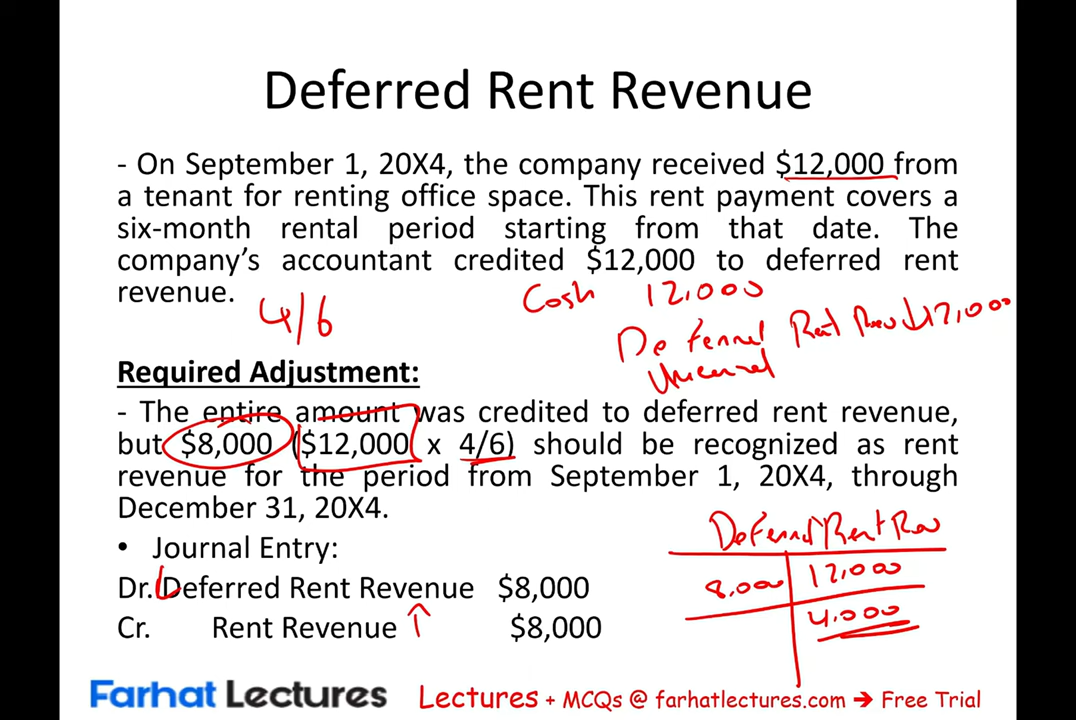 Deferred Rent Revenue
- On September 1, 20X4, the company received $12,000 from
a tenant for renting office space. This rent payment covers a
six-month rental period starting from that date. The
company's accountant credited $12,000 to deferred rent
revenue.
Cash 12,000
4/6
Deferred Rent Rev 12,000
Unearned
Required Adjustment:
- The entire amount was credited to deferred rent revenue,
but $8,000 ($12,000 x 4/6) should be recognized as rent
revenue for the period from September 1, 20X4, through
December 31, 20X4.
Deferred Rent Rev
• Journal Entry:
8,000 12,000
Dr. Deferred Rent Revenue $8,000
4,000
Cr. Rent Revenue $8,000
Farhat Lectures Lectures + MCQs @ farhatlectures.com ➔ Free Trial